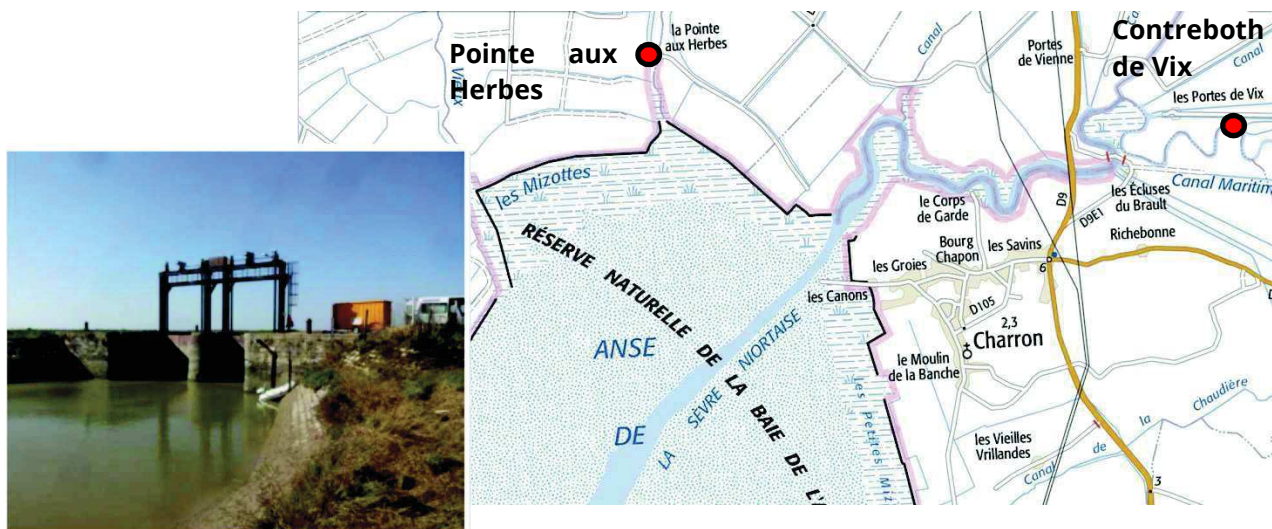 Pointe aux
Herbes
la Pointe
aux Herbes
VIEUX
Canal
Portes
de Vienne
Contreboth
de Vix
Canal
les Portes de Vix
les Mizottes
Canal Maritim
les Écluses
du Brault
D9
D9E1
le Corps
de Garde
Richebonne
Bourg
Chapon
les Savins
6
les Groies
les Canons
D105
2,3
Charron
RÉSERVE NATURELLE DE LA BAIE DE L'
ANSE
DE
LA SÈVRE NIORTAISE
le Moulin
de la Banche
les Petites Miz
les Vieilles
Vrillandes
Canal de la Chaudière
3